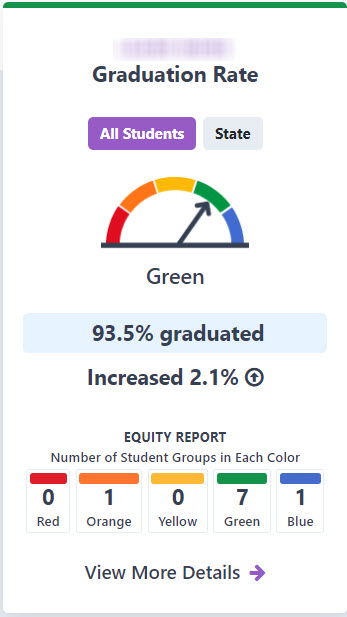 Graduation Rate
All Students State
Green
93.5% graduated
Increased 2.1%
EQUITY REPORT
Number of Student Groups in Each Color
0 1 0 7 1
Red Orange Yellow Green Blue
View More Details